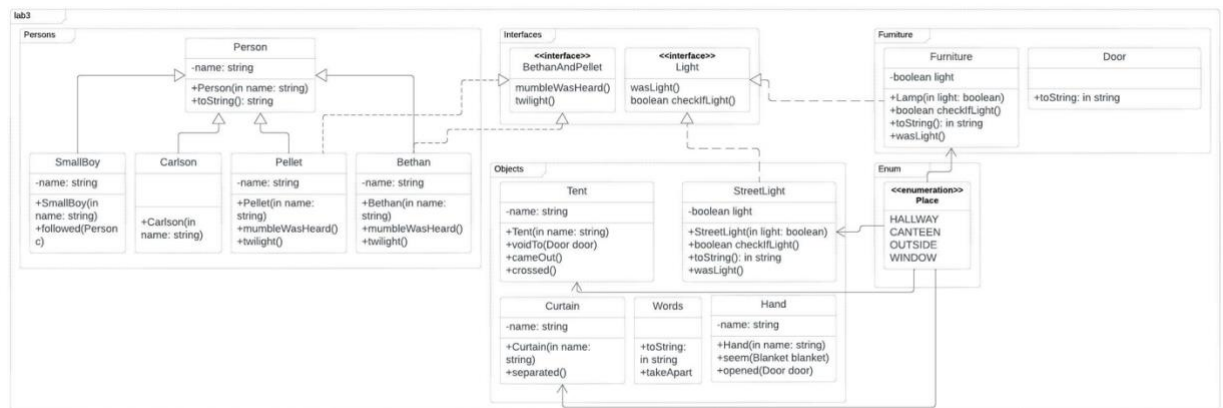 lab3
Persons
Person
-name: string
+Person(in name: string)
+toString(): string
SmallBoy
-name: string
+SmallBoy(in
name: string)
+followed(Person
c)
Carlson
+Carlson(in
name: string)
Pellet
-name: string
+Pellet(in name:
string)
+mumbleWasHeard()
+twilight()
Bethan
-name: string
+Bethan(in name:
string)
+mumbleWasHeard()
+twilight()
Interfaces
<<interface>>
BethanAndPellet
mumbleWasHeard()
twilight()
<<interface>>
Light
wasLight()
boolean checkIfLight()
Furniture
Furniture
-boolean light
+Lamp(in light: boolean)
+boolean checkIfLight()
+toString(): in string
+wasLight()
Door
+toString: in string
Objects
Tent
-name: string
+Tent(in name: string)
+voidTo(Door door)
+cameOut()
+crossed()
StreetLight
-boolean light
+StreetLight(in light: boolean)
+boolean checkIfLight()
+toString(): in string
+wasLight()
Curtain
-name: string
+Curtain(in name:
string)
+separated()
Words
+toString:
in string
+takeApart
Hand
-name: string
+Hand(in name: string)
+seem(Blanket blanket)
+opened(Door door)
Enum
<<enumeration>>
Place
HALLWAY
CANTEEN
OUTSIDE
WINDOW